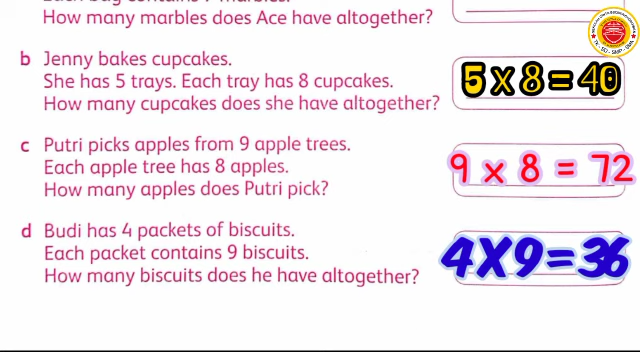 How many marbles does Ace have altogether?
b Jenny bakes cupcakes.
She has 5 trays. Each tray has 8 cupcakes.
How many cupcakes does she have altogether?
5 x 8 = 40
c Putri picks apples from 9 apple trees.
Each apple tree has 8 apples.
How many apples does Putri pick?
9 x 8 = 72
d Budi has 4 packets of biscuits.
Each packet contains 9 biscuits.
How many biscuits does he have altogether?
4X9=36